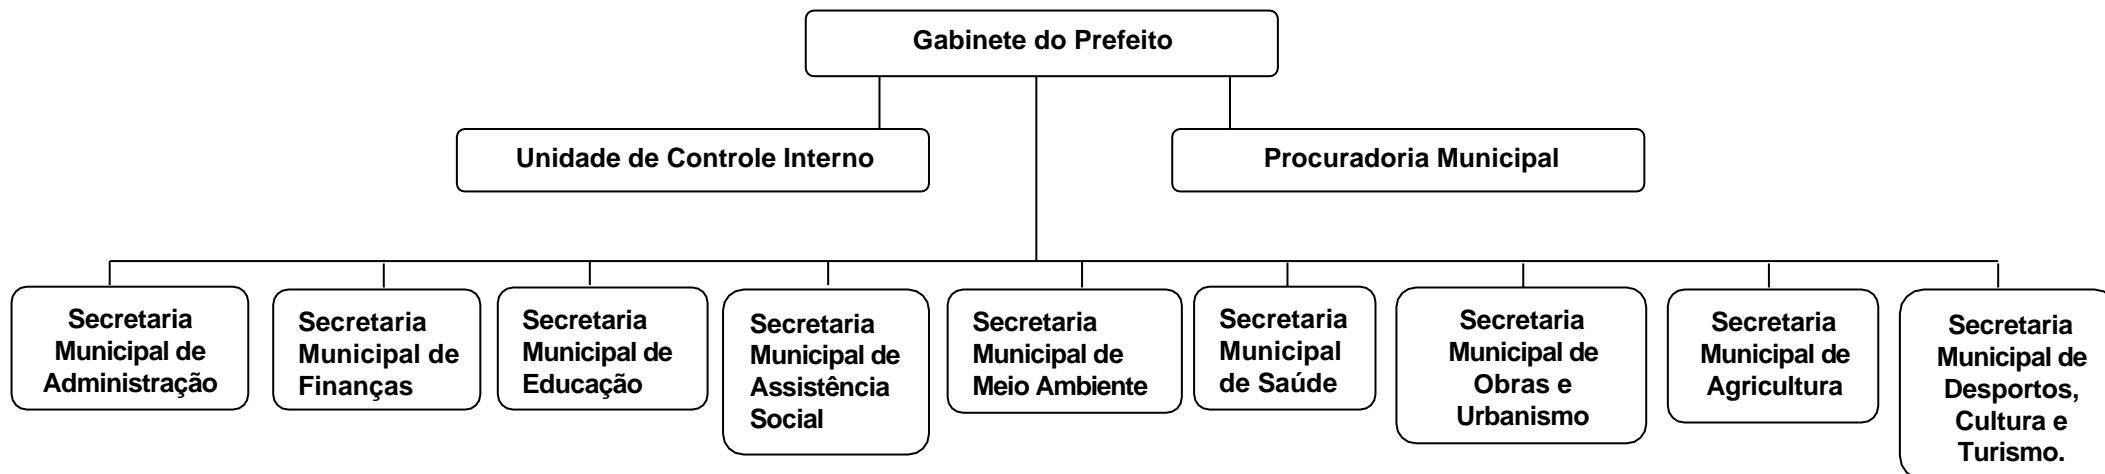 Gabinete do Prefeito
Unidade de Controle Interno
Procuradoria Municipal
Secretaria
Municipal de
Administração
Secretaria
Municipal de
Finanças
Secretaria
Municipal de
Educação
Secretaria
Municipal de
Assistência
Social
Secretaria
Municipal de
Meio Ambiente
Secretaria
Municipal
de Saúde
Secretaria
Municipal de
Obras e
Urbanismo
Secretaria
Municipal de
Agricultura
Secretaria
Municipal de
Desportos,
Cultura e
Turismo.